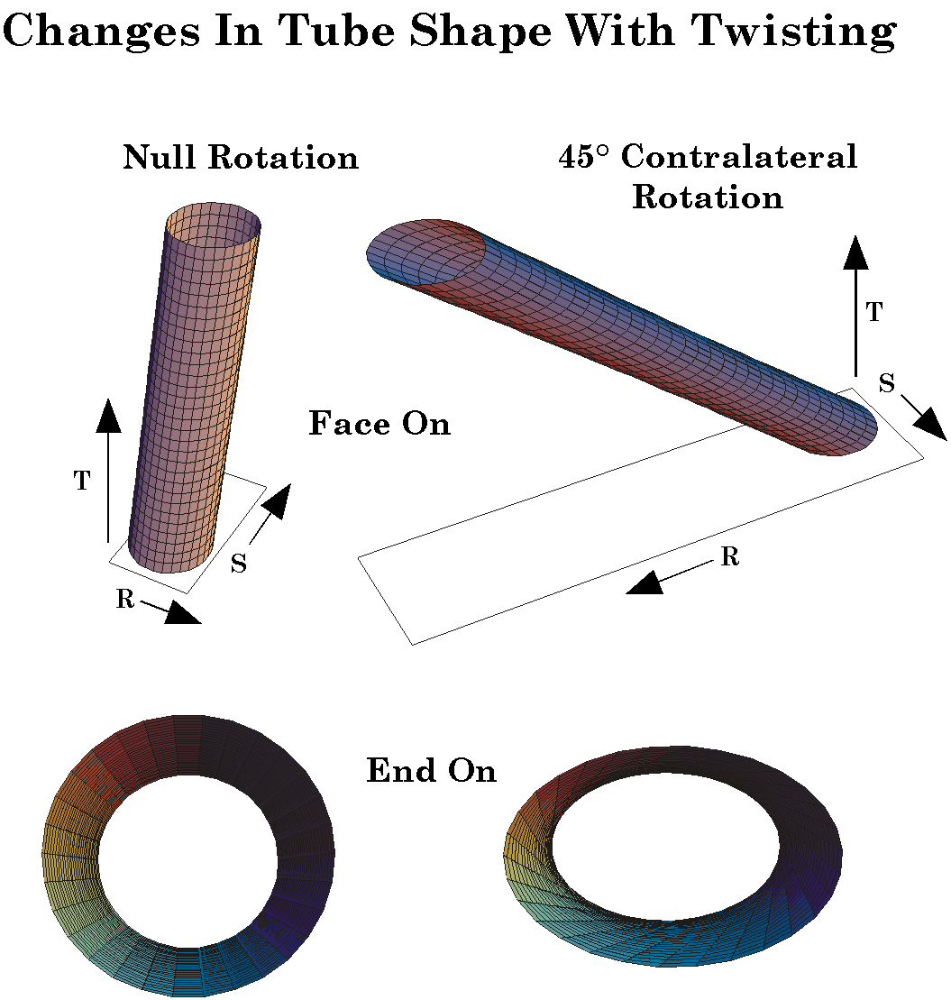 Changes In Tube Shape With Twisting
Null Rotation
45° Contralateral
Rotation
T
S
Face On
T
S
R
R
End On